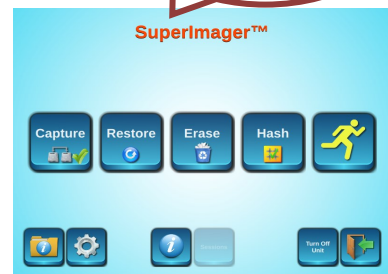 SuperImager™
Capture
Restore
Erase
Hash
Turn Off
Unit